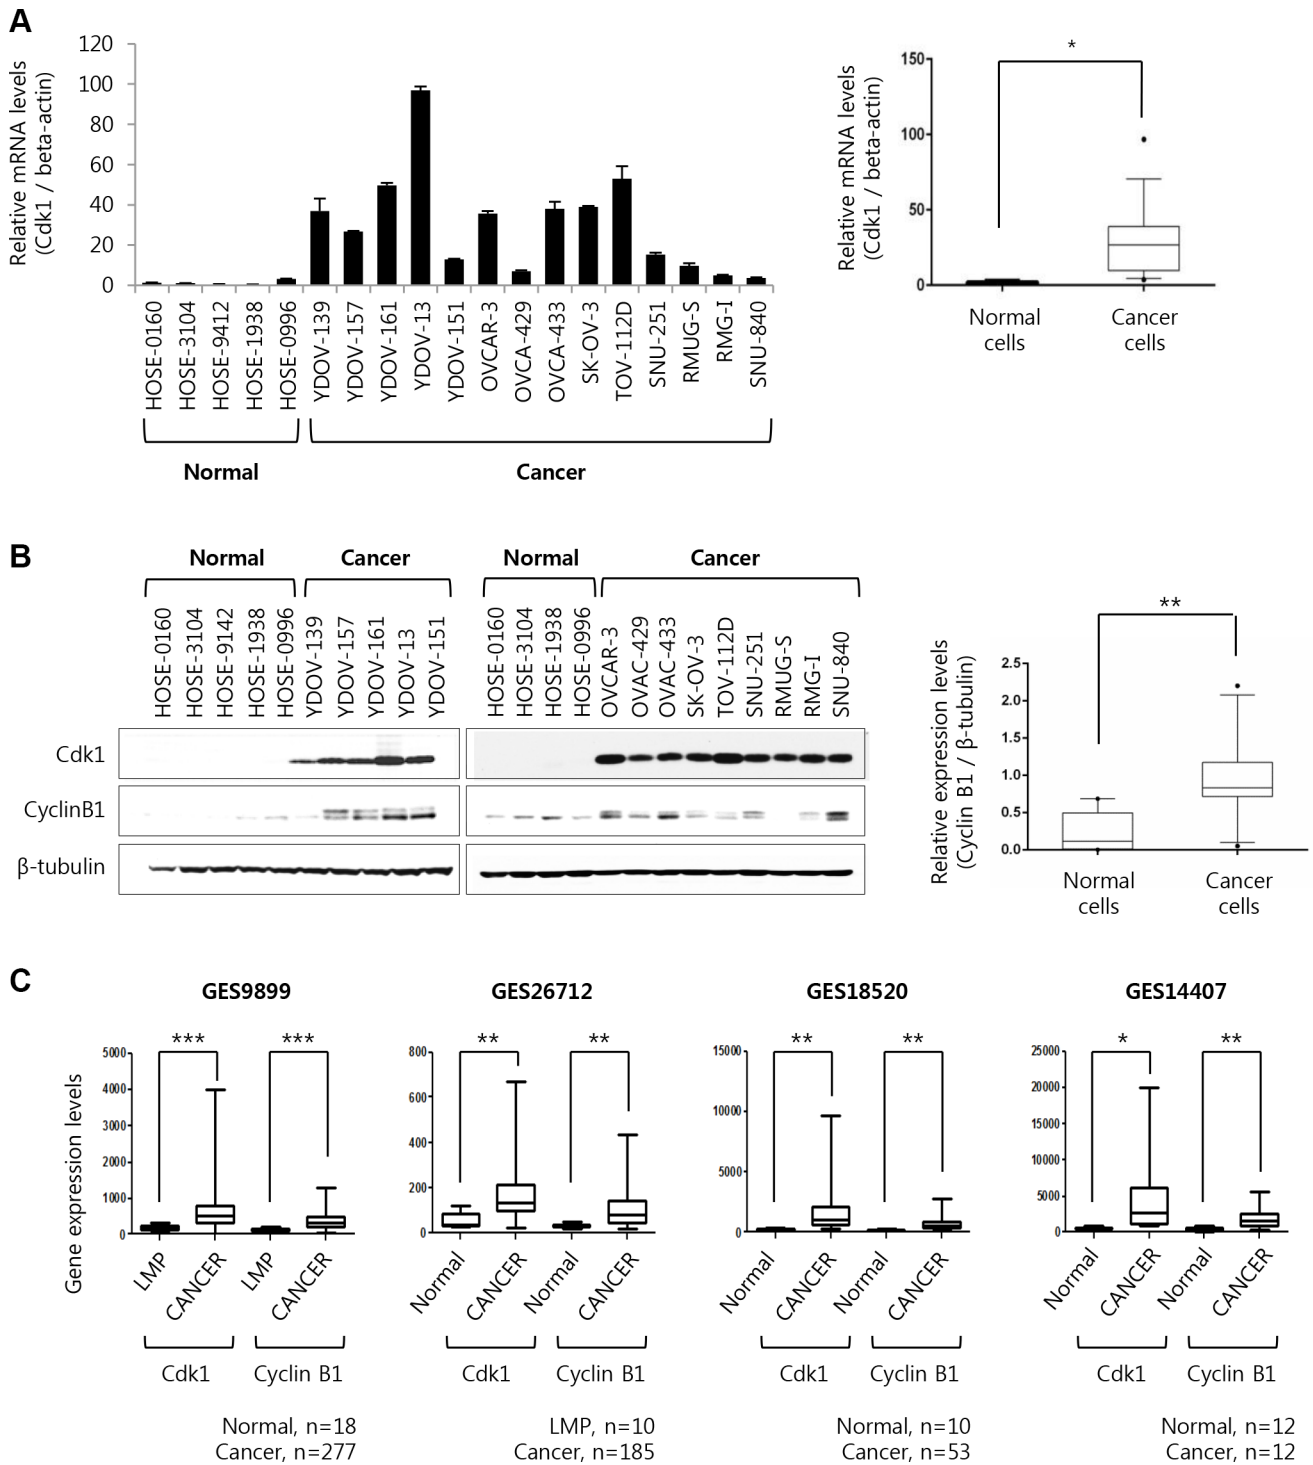 A
Relative mRNA levels
(Cdk1 / beta-actin)
120
100
80
60
40
20
0
HOSE-0160
HOSE-3104
HOSE-9412
HOSE-1938
HOSE-0996
YDOV-139
YDOV-157
YDOV-161
YDOV-13
YDOV-151
OVCAR-3
OVCA-429
OVCA-433
SK-OV-3
TOV-112D
SNU-251
RMUG-S
RMG-I
SNU-840
Normal
Cancer
Relative mRNA levels
(Cdk1 / beta-actin)
150
100
50
0
*
Normal
cells
Cancer
cells
B
Normal
Cancer
Normal
Cancer
HOSE-0160
HOSE-3104
HOSE-9142
HOSE-1938
HOSE-0996
YDOV-139
YDOV-157
YDOV-161
YDOV-13
YDOV-151
HOSE-0160
HOSE-3104
HOSE-1938
HOSE-0996
OVCAR-3
OVAC-429
OVAC-433
SK-OV-3
TOV-112D
SNU-251
RMUG-S
RMG-I
SNU-840
Cdk1
CyclinB1
β-tubulin
Relative expression levels
(Cyclin B1 / β-tubulin)
2.5
2.0
1.5
1.0
0.5
0.0
**
Normal
cells
Cancer
cells
C
Gene expression levels
GES9899
5000
4000
3000
2000
1000
0
***
***
LMP
CANCER
LMP
CANCER
Cdk1
Cyclin B1
Normal, n=18
Cancer, n=277
GES26712
800
600
400
200
0
**
**
Normal
CANCER
Normal
CANCER
Cdk1
Cyclin B1
LMP, n=10
Cancer, n=185
GES18520
15000
10000
5000
0
**
**
Normal
CANCER
Normal
CANCER
Cdk1
Cyclin B1
Normal, n=10
Cancer, n=53
GES14407
25000
20000
15000
10000
5000
0
*
**
Normal
CANCER
Normal
CANCER
Cdk1
Cyclin B1
Normal, n=12
Cancer, n=12